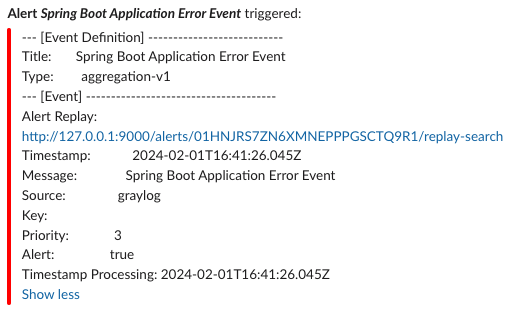 Alert Spring Boot Application Error Event triggered:
--- [Event Definition] ---------------------------
Title: Spring Boot Application Error Event
Type: aggregation-v1
--- [Event] --------------------------------------
Alert Replay:
http://127.0.0.1:9000/alerts/01HNJRS7ZN6XMNEPPPGSCTQ9R1/replay-search
Timestamp: 2024-02-01T16:41:26.045Z
Message: Spring Boot Application Error Event
Source: graylog
Key:
Priority: 3
Alert: true
Timestamp Processing: 2024-02-01T16:41:26.045Z
Show less